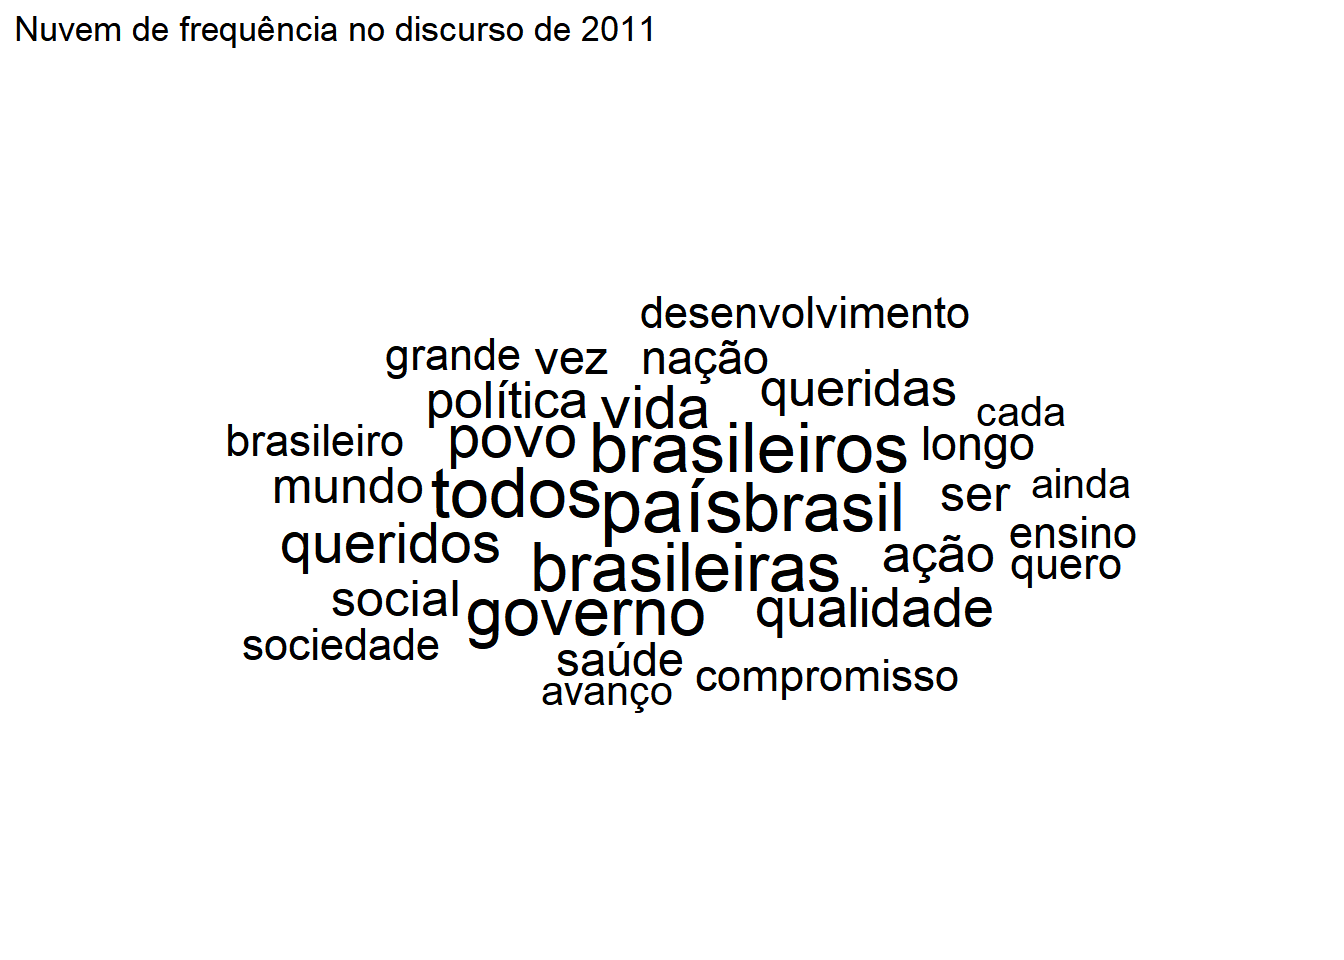 Nuvem de frequência no discurso de 2011
desenvolvimento
grande vez nação
política vida queridas cada
brasileiro povo brasileiros longo
mundo todos país brasil ser ainda
queridos brasileiras ação ensino
quero
social governo qualidade
sociedade saúde compromisso
avanço